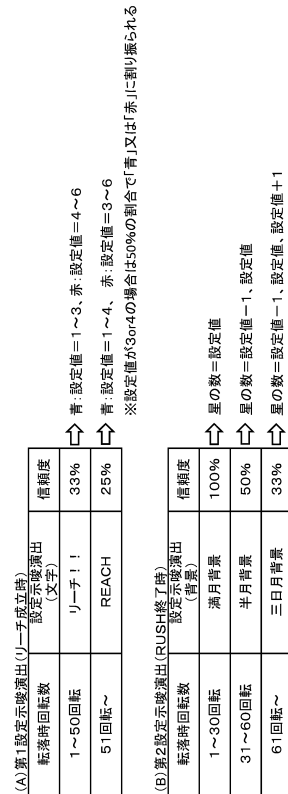 (A)第1設定示唆演出(リーチ成立時)
転落時回転数 設定示唆演出(文字) 信頼度
1~50回転 リーチ!! 33% ⇨ 青:設定値=1~3、赤:設定値=4~6
51回転~ REACH 25% ⇨ 青:設定値=1~4、 赤:設定値=3~6
※設定値が3or4の場合は50%の割合で「青」又は「赤」に割り振られる
(B)第2設定示唆演出(RUSH終了時)
転落時回転数 設定示唆演出(背景) 信頼度
1~30回転 満月背景 100% ⇨ 星の数=設定値
31~60回転 半月背景 50% ⇨ 星の数=設定値-1、設定値
61回転~ 三日月背景 33% ⇨ 星の数=設定値-1、設定値、設定値+1